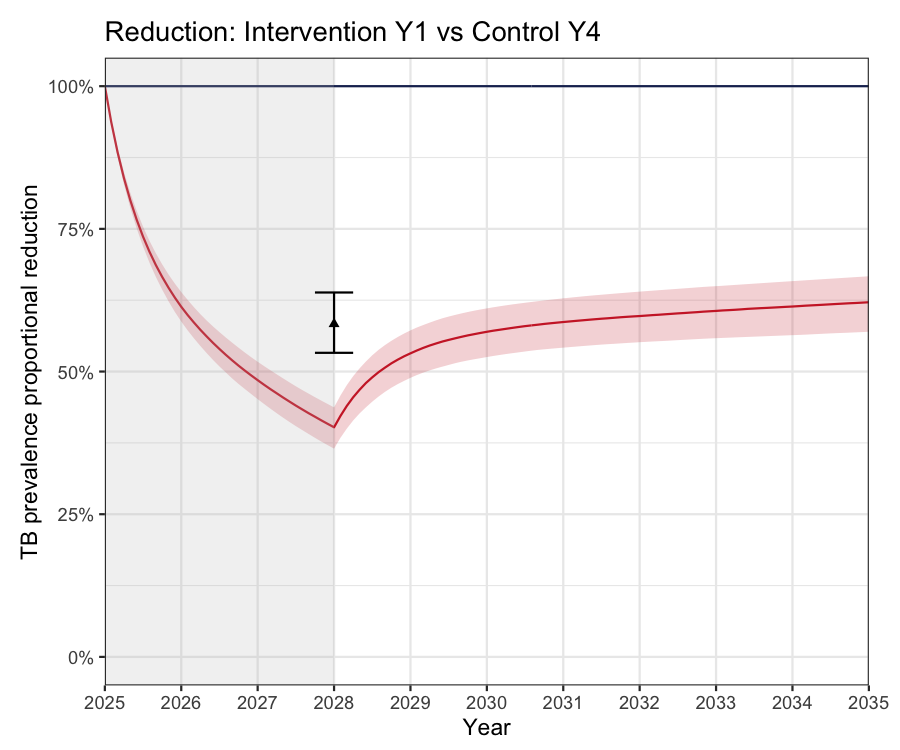 Reduction: Intervention Y1 vs Control Y4
TB prevalence proportional reduction
100%
75%
50%
25%
0%
2025 2026 2027 2028 2029 2030 2031 2032 2033 2034 2035
Year